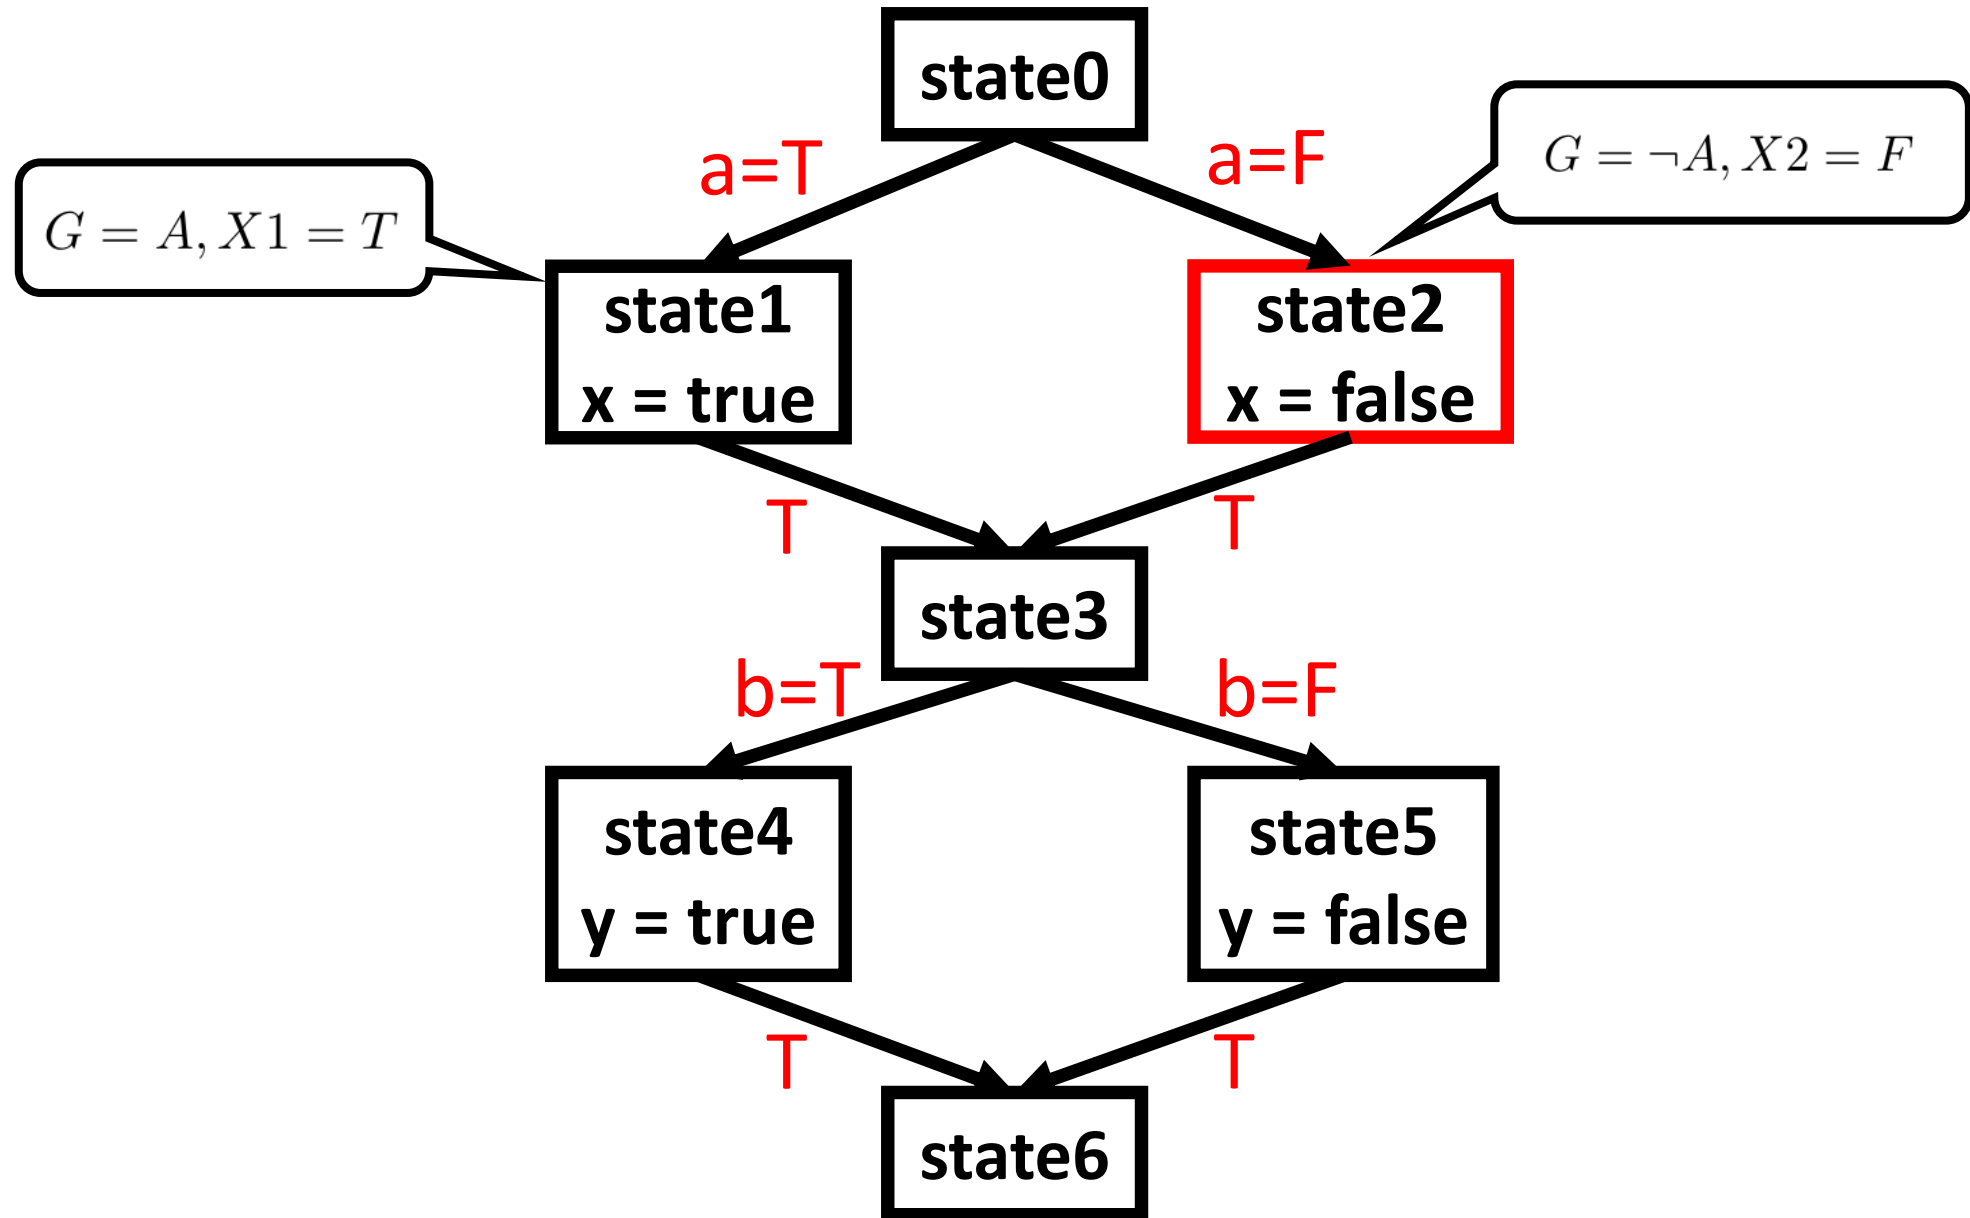 state0
a=T
a=F
G = ¬A, X2 = F
G = A, X1 = T
state1
x = true
state2
x = false
T
T
state3
b=T
b=F
state4
y = true
state5
y = false
T
T
state6